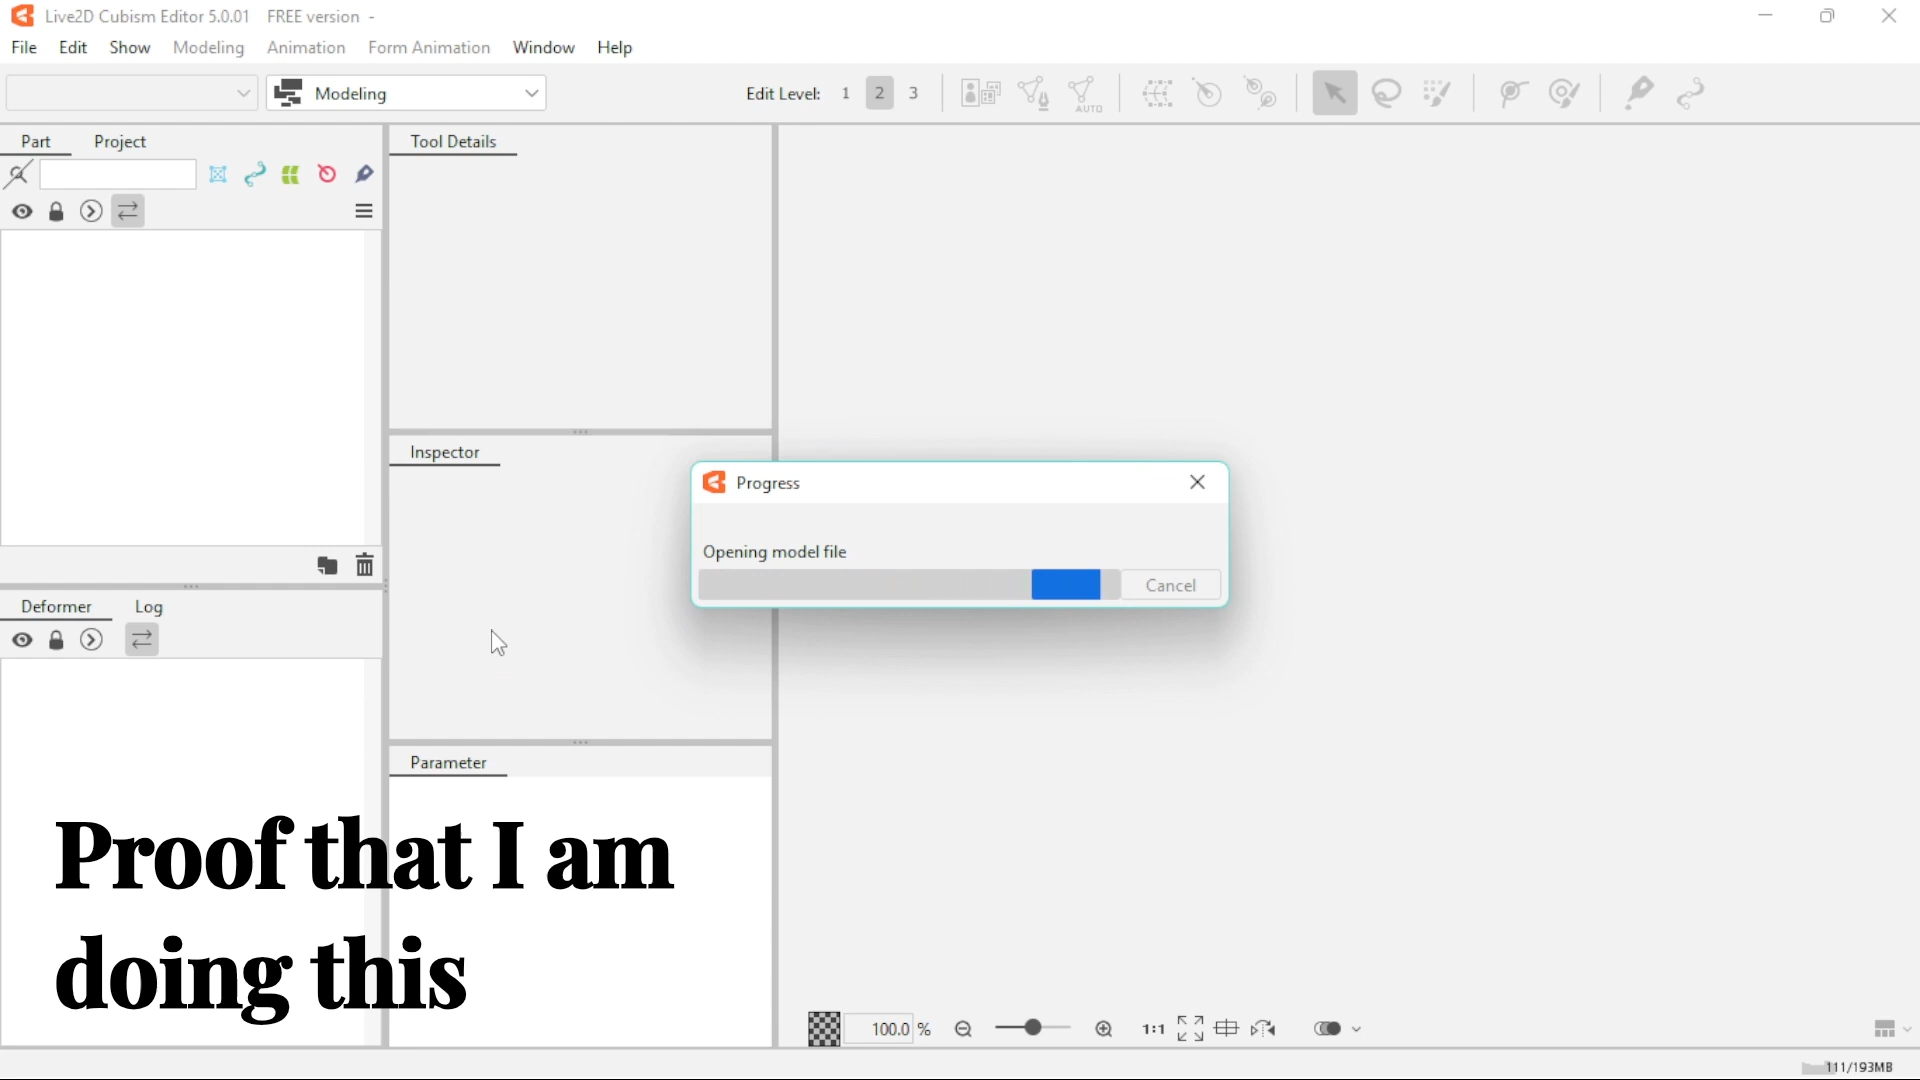 Live2D Cubism Editor 5.0.01 FREE version -
File Edit Show Modeling Animation Form Animation Window Help
Modeling
Edit Level: 1 2 3
AUTO
Part Project
Tool Details
Inspector
Progress
Opening model file
Cancel
Deformer Log
Parameter
Proof that I am
doing this
100.0 %
1:1
111/193MB